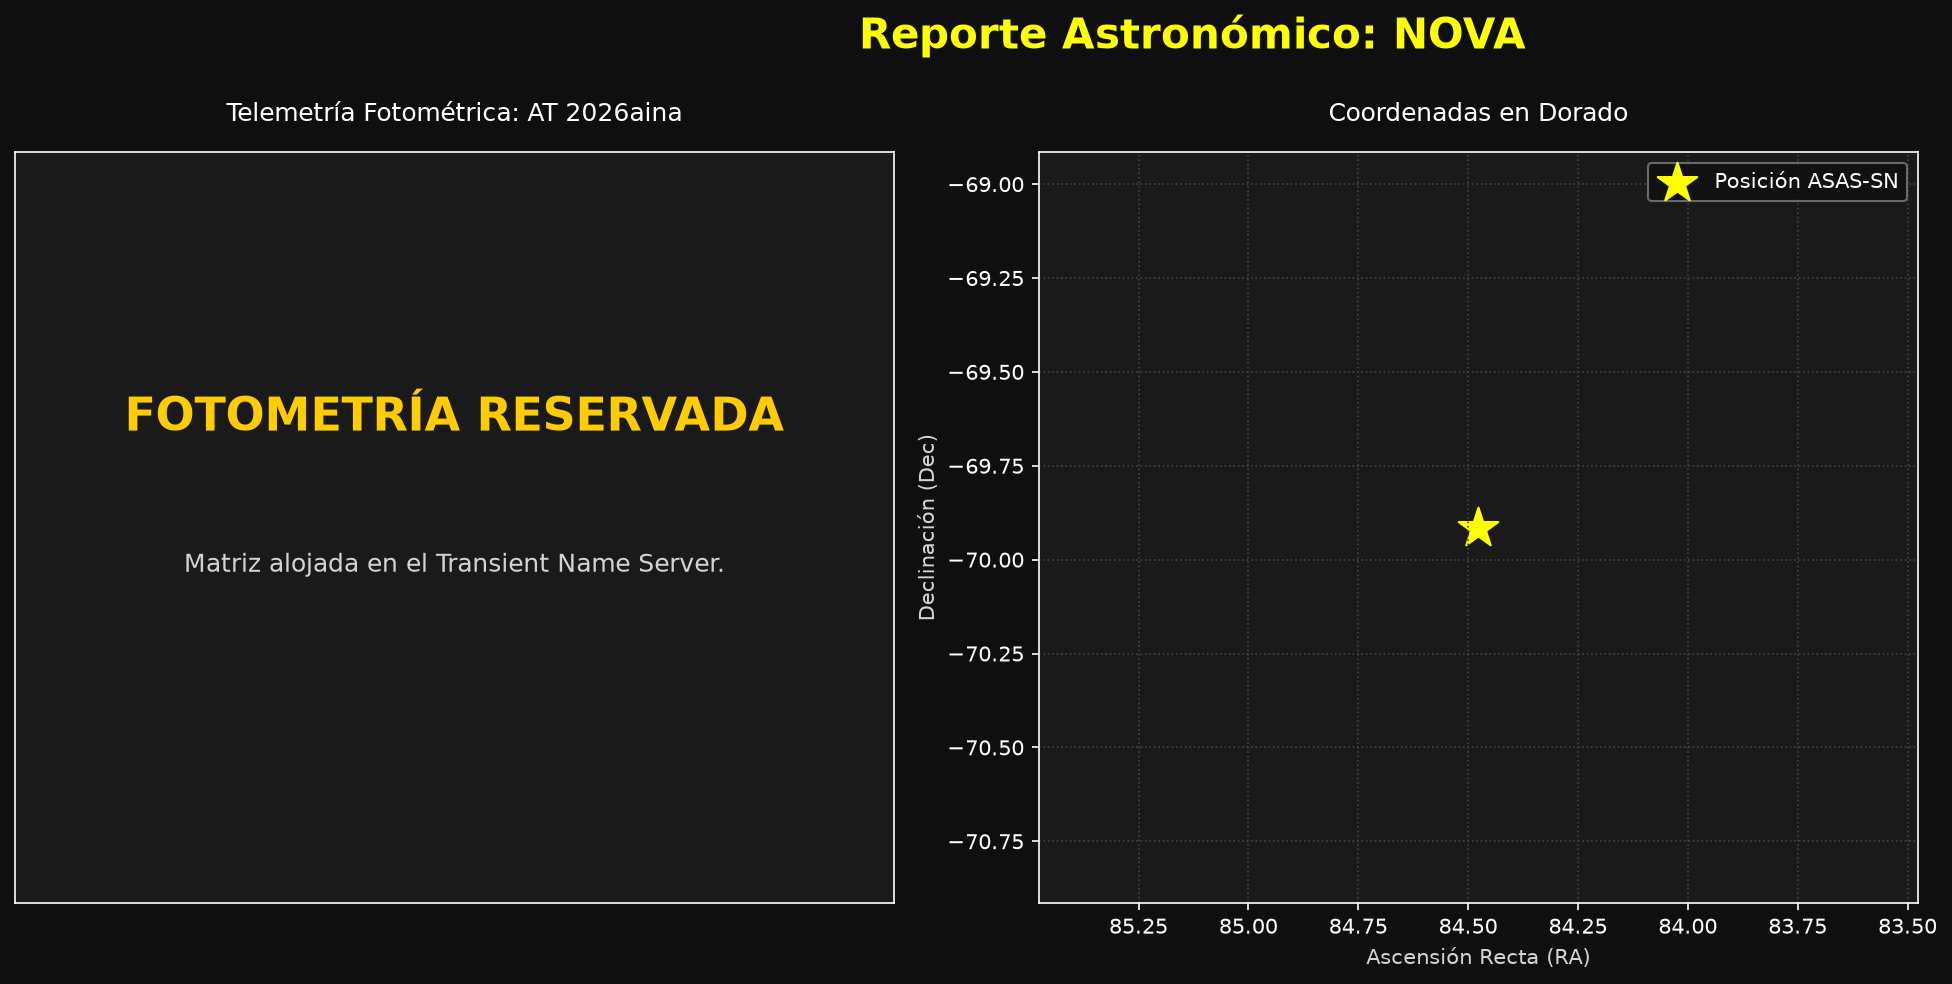 Reporte Astronómico: NOVA
Telemetría Fotométrica: AT 2026aina
FOTOMETRÍA RESERVADA
Matriz alojada en el Transient Name Server.
Coordenadas en Dorado
Posición ASAS-SN
Declinación (Dec)
−69.00
−69.25
−69.50
−69.75
−70.00
−70.25
−70.50
−70.75
85.25 85.00 84.75 84.50 84.25 84.00 83.75 83.50
Ascensión Recta (RA)